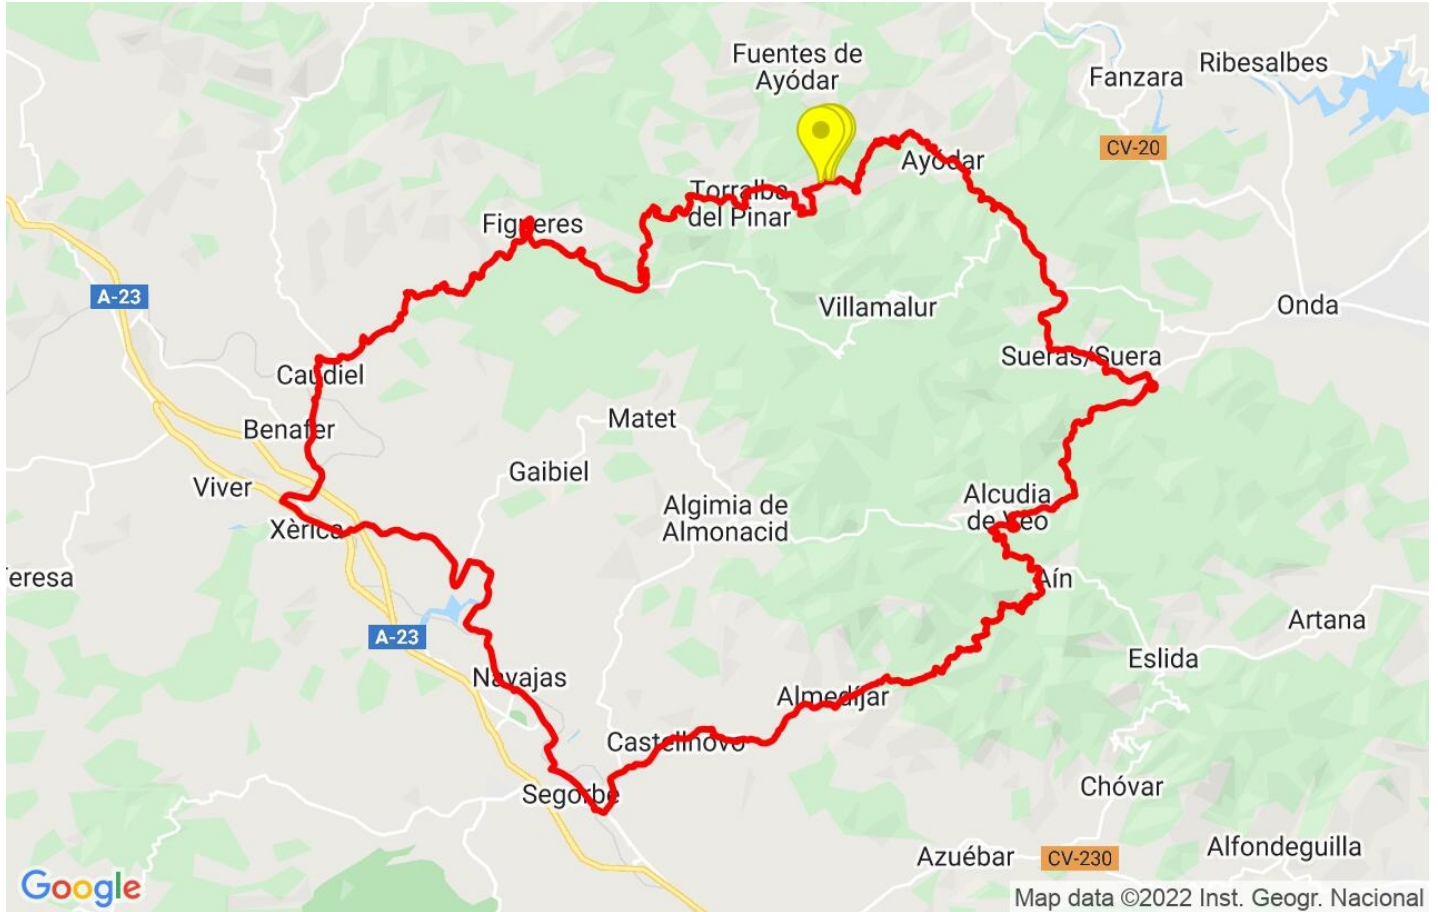 Fuentes de
Ayódar
Ribesalbes
Fanzara
CV-20
Ayódar
Torralba
del Pinar
Figueres
A-23
Villamalur
Onda
Sueras/Suera
Caudiel
Matet
Benafer
Gaibiel
Viver
Algimia de
Almonacid
Alcudia
de Veo
Xèrica
Teresa
Aín
Artana
A-23
Eslida
Navajas
Almedíjar
Castellnovo
Chóvar
Segorbe
Azuébar
CV-230
Alfondeguilla
Google
Map data ©2022 Inst. Geogr. Nacional